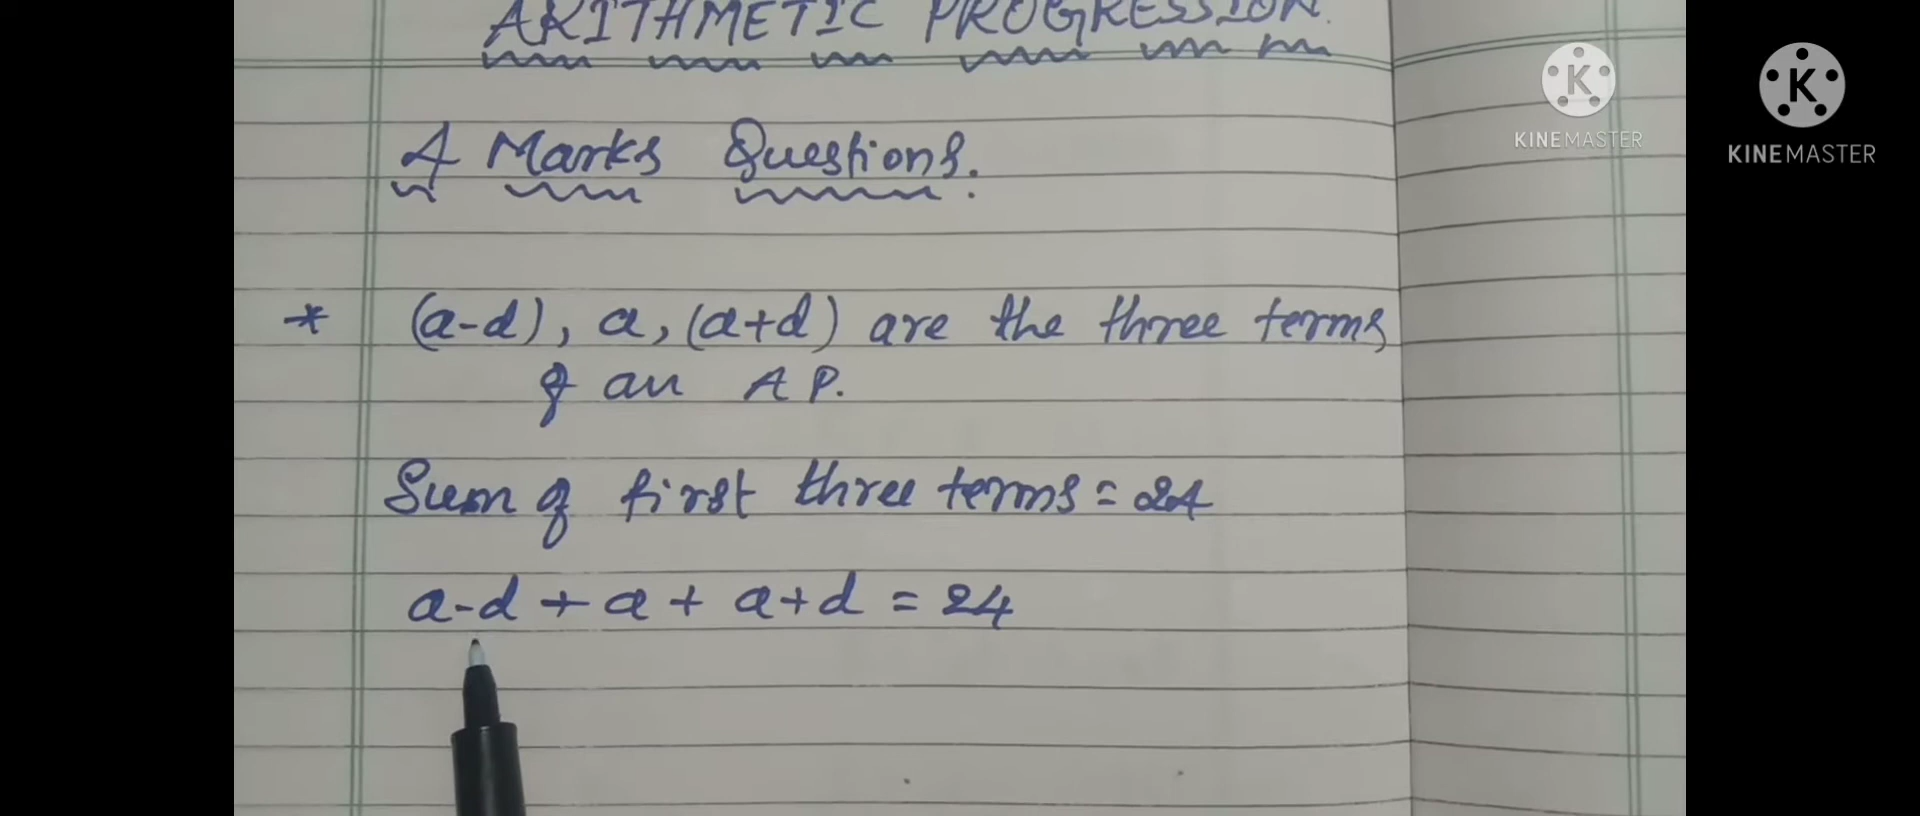 ARITHMETIC PROGRESSION.
4 Marks Questions.
* (a-d), a, (a+d) are the three terms
of an AP.
Sum of first three terms = 24
a-d + a + a+d = 24
K
KINEMASTER
K
KINEMASTER